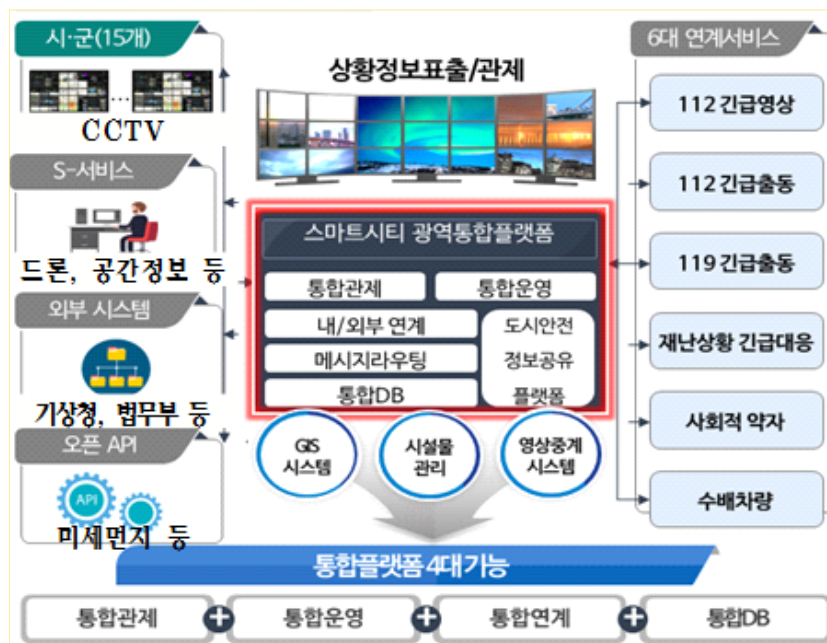 시·군(15개)
CCTV
S-서비스
드론, 공간정보 등
외부 시스템
기상청, 법무부 등
오픈 API
API
미세먼지 등
상황정보표출/관제
스마트시티 광역통합플랫폼
통합관제
통합운영
내/외부 연계
메시지라우팅
통합DB
도시안전
정보공유
플랫폼
GIS
시스템
시설물
관리
영상중계
시스템
6대 연계서비스
112 긴급영상
112 긴급출동
119 긴급출동
재난상황 긴급대응
사회적 약자
수배차량
통합플랫폼 4대 기능
통합관제 + 통합운영 + 통합연계 + 통합DB